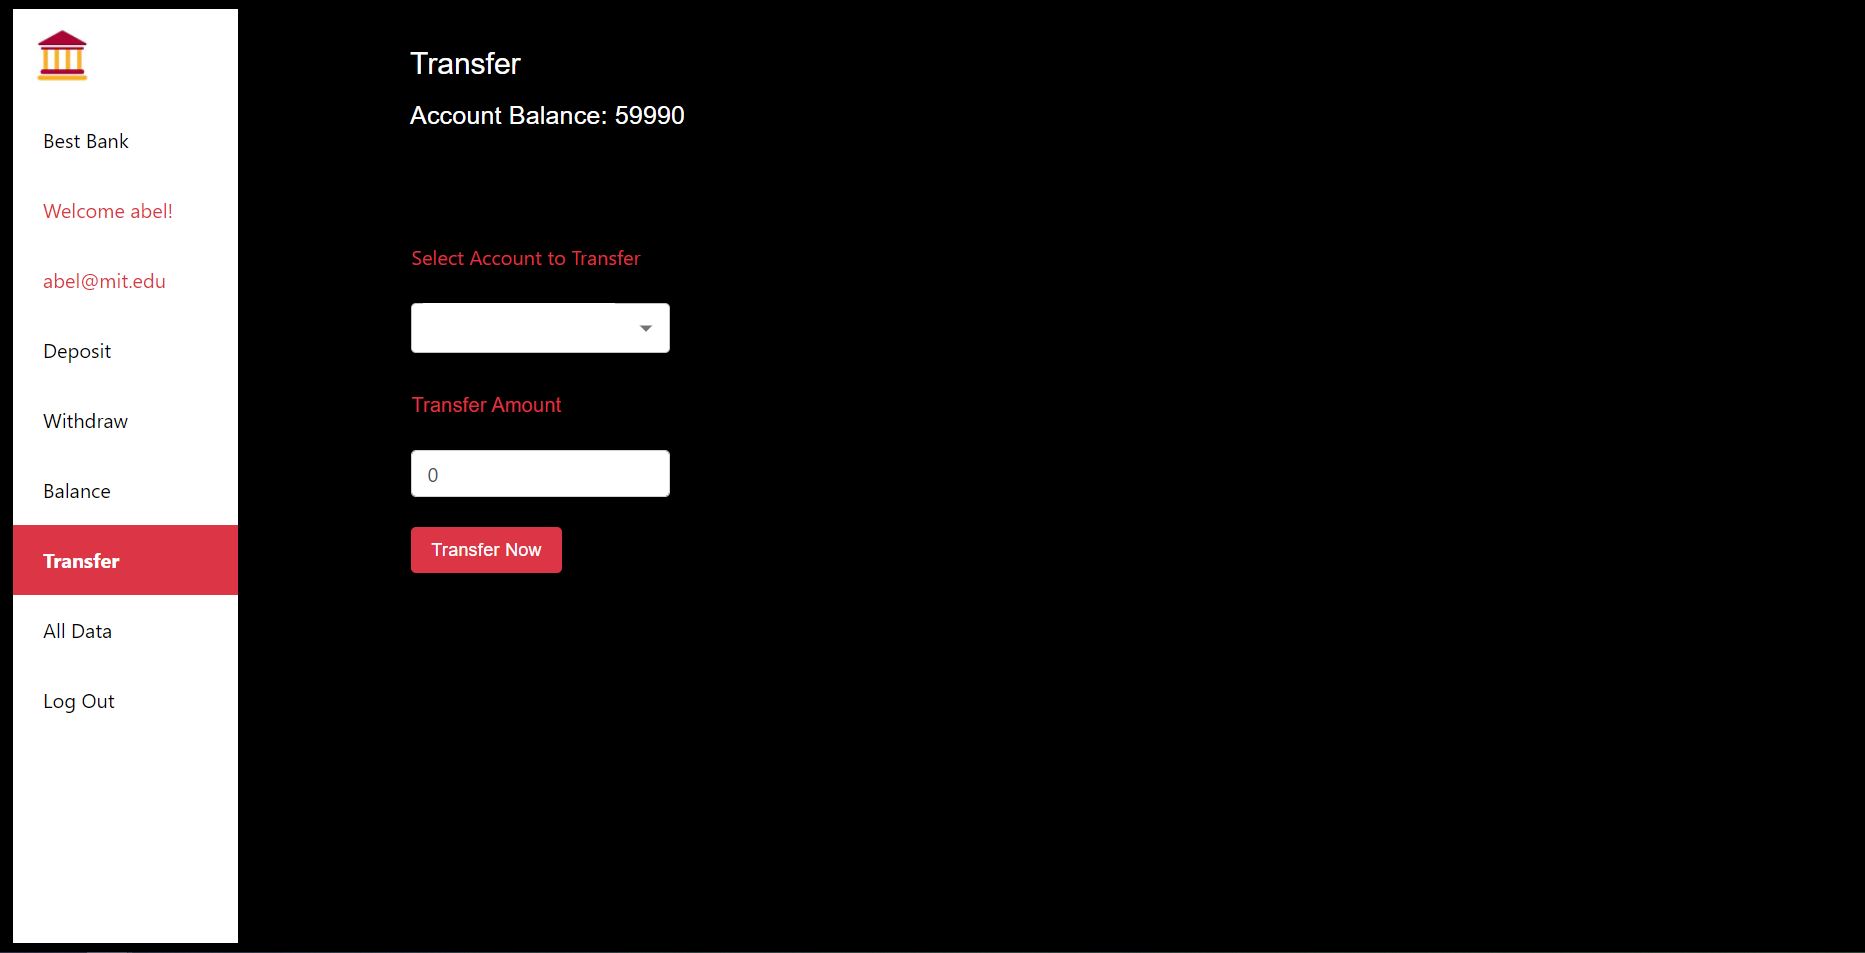 Best Bank
Welcome abel!
abel@mit.edu
Deposit
Withdraw
Balance
Transfer
All Data
Log Out
Transfer
Account Balance: 59990
Select Account to Transfer
Transfer Amount
0
Transfer Now